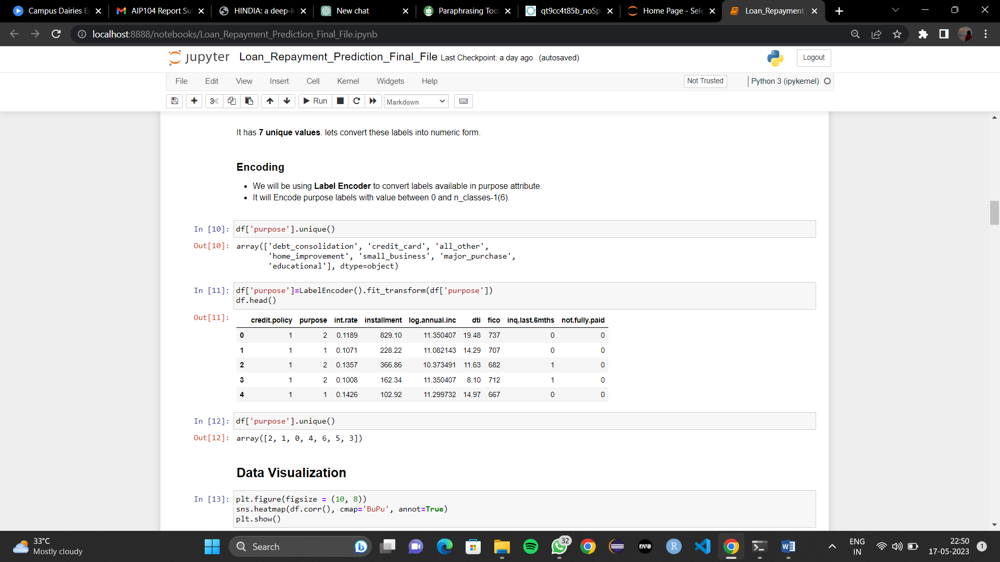 Campus Dairies E
AIP104 Report Su
HINDIA: a deep-l
New chat
Paraphrasing Tool
qt9cc4t85b_noSp
Home Page - Sele
Loan_Repayment_
localhost:8888/notebooks/Loan_Repayment_Prediction_Final_File.ipynb
jupyter Loan_Repayment_Prediction_Final_File Last Checkpoint: a day ago (autosaved)
Logout
File Edit View Insert Cell Kernel Widgets Help
Not Trusted
Python 3 (ipykernel)
Run
Markdown
It has 7 unique values. lets convert these labels into numeric form.
Encoding
• We will be using Label Encoder to convert labels available in purpose attribute.
• It will Encode purpose labels with value between 0 and n_classes-1(6).
In [10]: df['purpose'].unique()
Out[10]: array(['debt_consolidation', 'credit_card', 'all_other',
'home_improvement', 'small_business', 'major_purchase',
'educational'], dtype=object)
In [11]: df['purpose']=LabelEncoder().fit_transform(df['purpose'])
df.head()
Out[11]:
credit.policy purpose int.rate installment log.annual.inc dti fico inq.last.6mths not.fully.paid
0 1 2 0.1189 829.10 11.350407 19.48 737 0 0
1 1 1 0.1071 228.22 11.082143 14.29 707 0 0
2 1 2 0.1357 366.86 10.373491 11.63 682 1 0
3 1 2 0.1008 162.34 11.350407 8.10 712 1 0
4 1 1 0.1426 102.92 11.299732 14.97 667 0 0
In [12]: df['purpose'].unique()
Out[12]: array([2, 1, 0, 4, 6, 5, 3])
Data Visualization
In [13]: plt.figure(figsize = (10, 8))
sns.heatmap(df.corr(), cmap='BuPu', annot=True)
plt.show()
33°C
Mostly cloudy
Search
32
rave
R
ENG
IN
22:50
17-05-2023
1